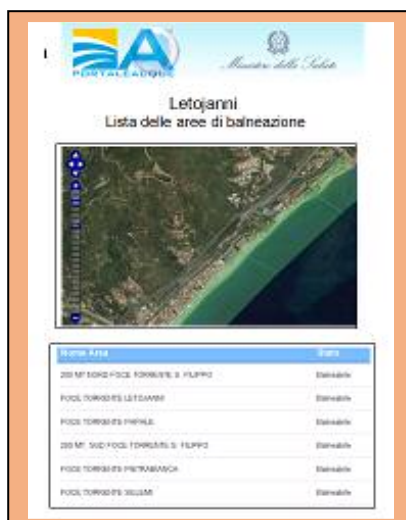 PORTALEACQUE
Ministero della Salute
Letojanni
Lista delle aree di balneazione
Nome Area Stato
200 MT NORD FOCE TORRENTE S. FILIPPO Balneabile
FOCE TORRENTE LETOJANNI Balneabile
FOCE TORRENTE PAPALE Balneabile
200 MT. SUD FOCE TORRENTE S. FILIPPO Balneabile
FOCE TORRENTE PIETRABIANCA Balneabile
FOCE TORRENTE SILLEMI Balneabile